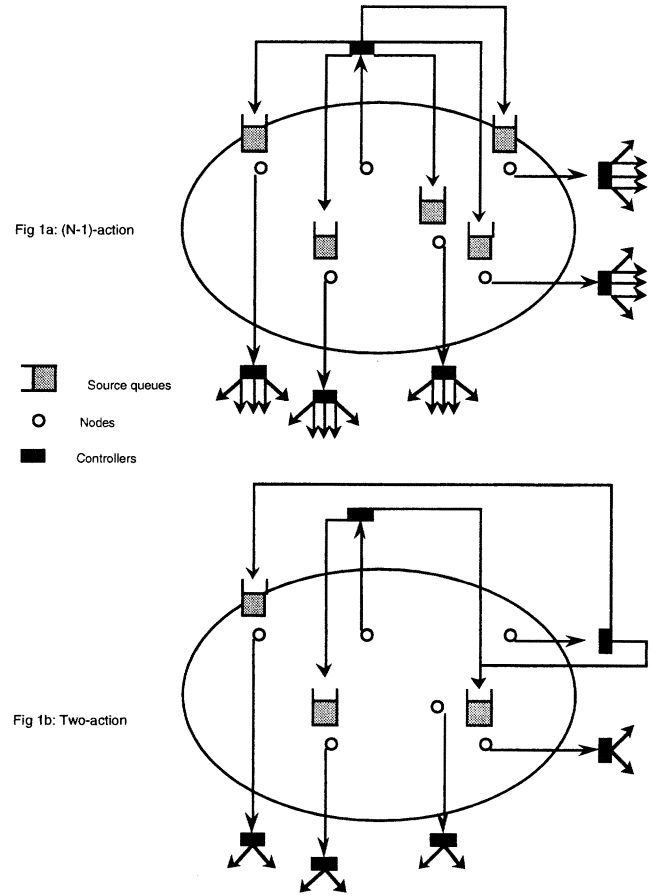 Fig 1a: (N-1)-action
Source queues
Nodes
Controllers
Fig 1b: Two-action